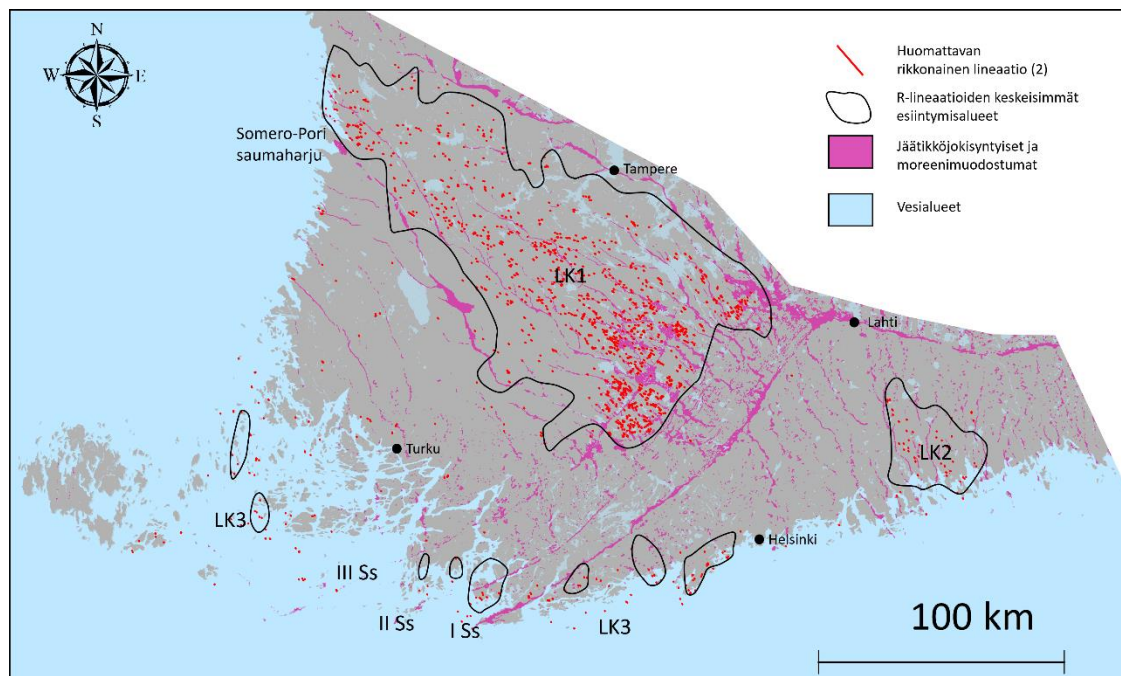 N
W E
S
Huomattavan
rikkonainen lineaatio (2)
R-lineaatioiden keskeisimmät
esiintymisalueet
Jäätikköjokisyntyiset ja
moreenimuodostumat
Vesialueet
Somero-Pori
saumaharju
Tampere
LK1
Lahti
Turku
LK2
LK3
Helsinki
III Ss
II Ss
I Ss
LK3
100 km